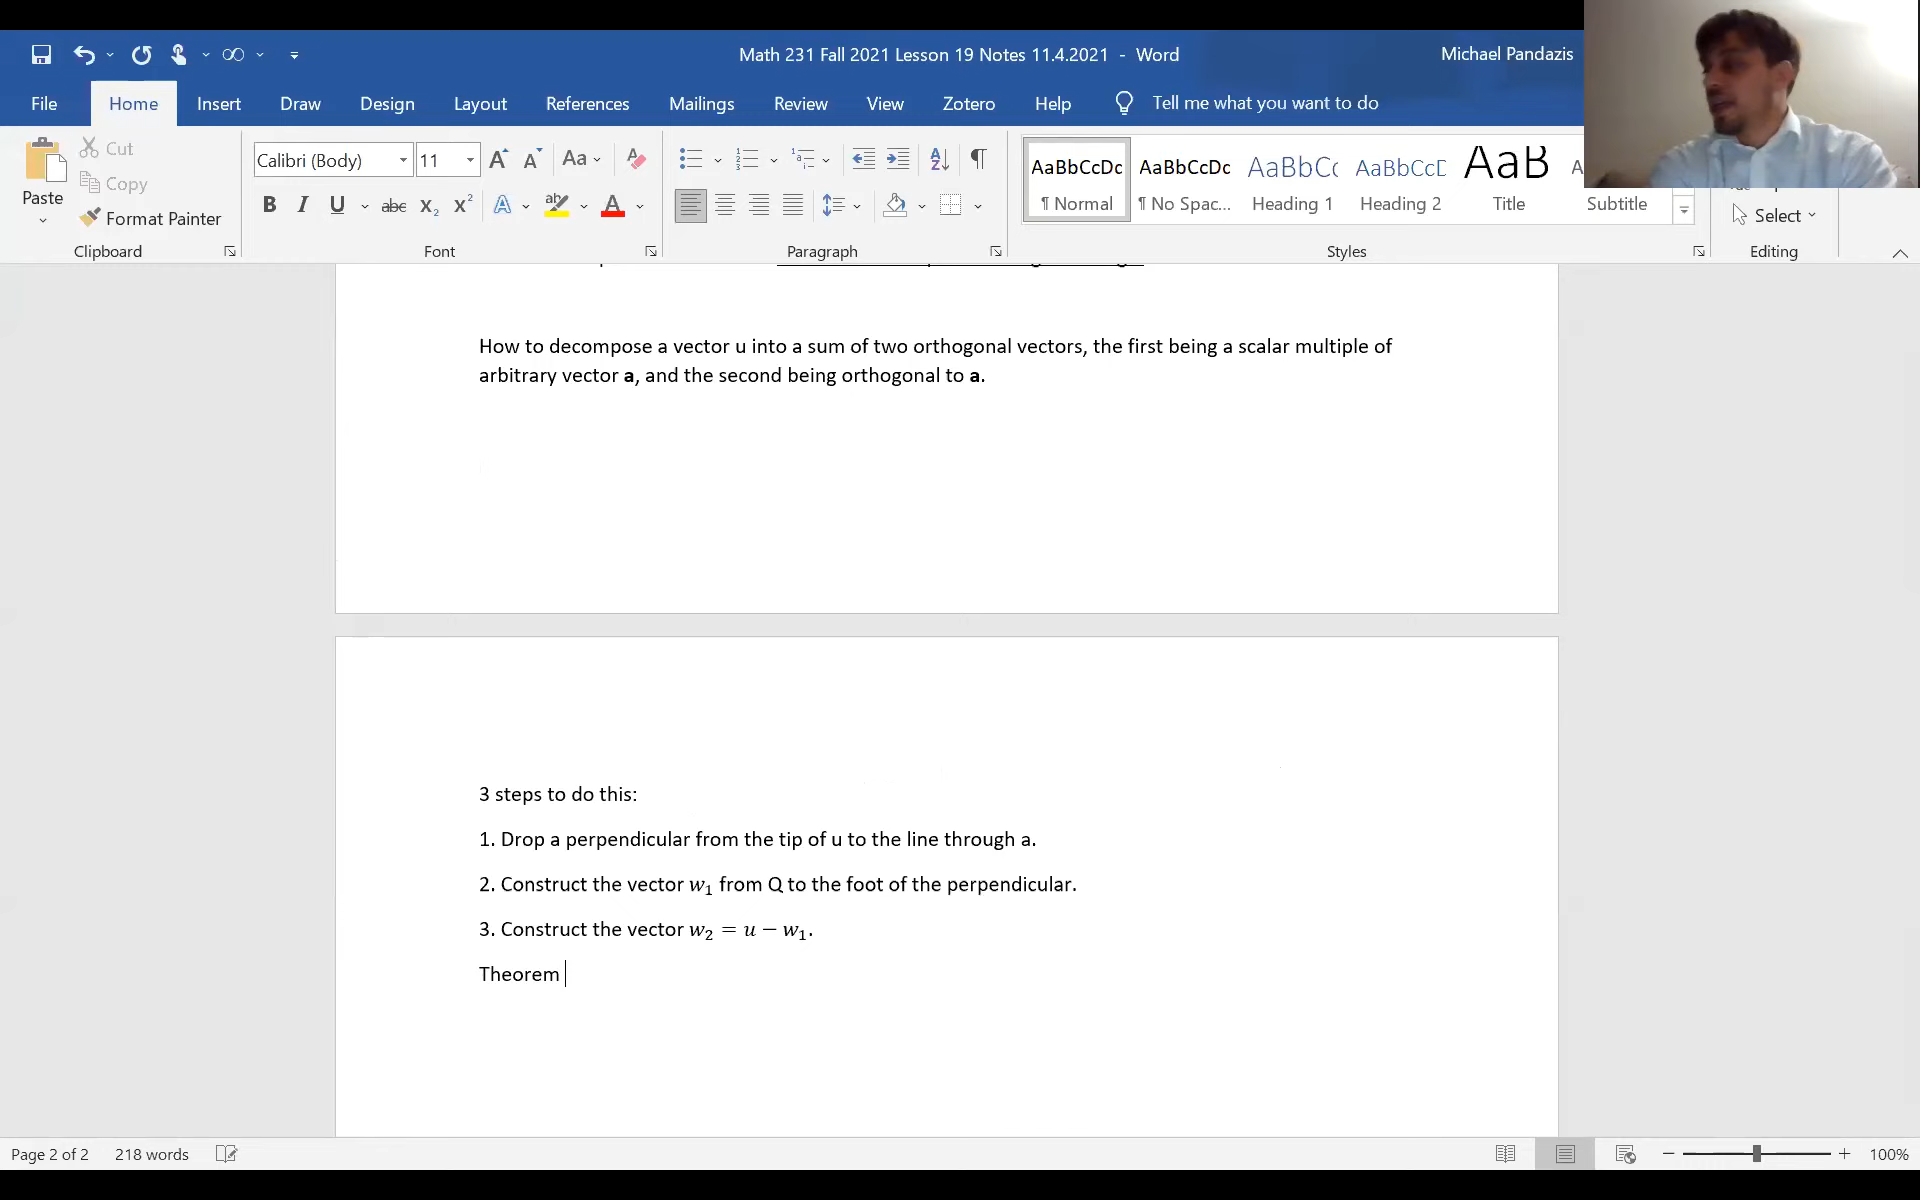 Math 231 Fall 2021 Lesson 19 Notes 11.4.2021 - Word
Michael Pandazis
File Home Insert Draw Design Layout References Mailings Review View Zotero Help Tell me what you want to do
Paste
Cut
Copy
Format Painter
Clipboard
Calibri (Body) 11
Aa
B I U abc X₂ X² A ab A
Font
Paragraph
AaBbCcDc AaBbCcDc AaBbCc AaBbCcD AaB
¶ Normal ¶ No Spac... Heading 1 Heading 2 Title Subtitle
Styles
Select
Editing
How to decompose a vector u into a sum of two orthogonal vectors, the first being a scalar multiple of
arbitrary vector a, and the second being orthogonal to a.
3 steps to do this:
1. Drop a perpendicular from the tip of u to the line through a.
2. Construct the vector w₁ from Q to the foot of the perpendicular.
3. Construct the vector w₂ = u − w₁.
Theorem
Page 2 of 2 218 words 100%